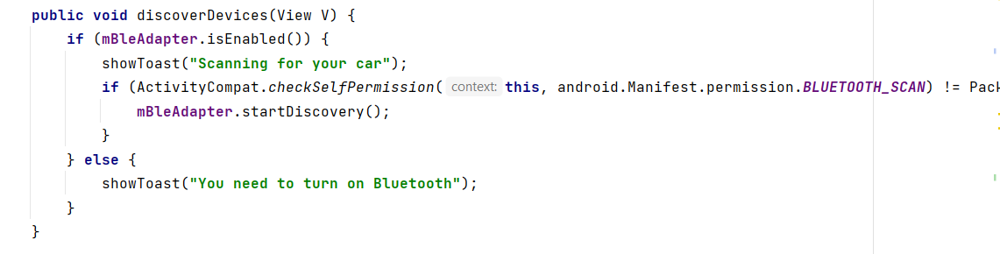 public void discoverDevices(View V) {
if (mBleAdapter.isEnabled()) {
showToast("Scanning for your car");
if (ActivityCompat.checkSelfPermission( context: this, android.Manifest.permission.BLUETOOTH_SCAN) != Pack
mBleAdapter.startDiscovery();
}
} else {
showToast("You need to turn on Bluetooth");
}
}